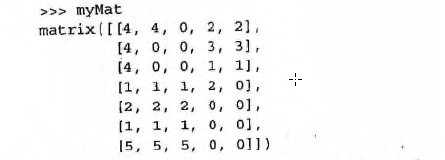 >>> myMat
matrix([[4, 4, 0, 2, 2],
[4, 0, 0, 3, 3],
[4, 0, 0, 1, 1],
[1, 1, 1, 2, 0],
[2, 2, 2, 0, 0],
[1, 1, 1, 0, 0],
[5, 5, 5, 0, 0]])